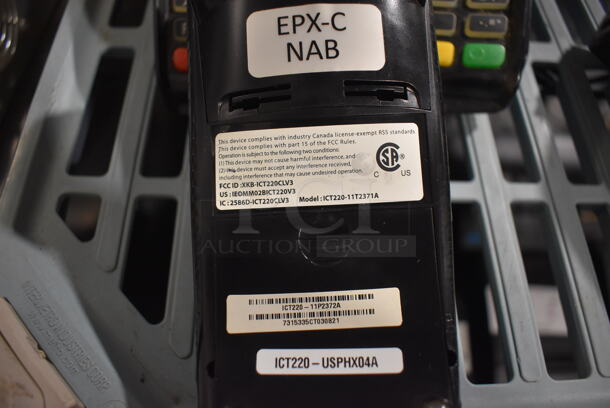 EPX-C
NAB
This device complies with industry Canada license-exempt RSS standards
This device complies with part 15 of the FCC Rules.
Operation is subject to the following two conditions:
(1) This device may not cause harmful interference, and
(2) this device must accept any interference received,
including interference that may cause undesired operation.
FCC ID :XKB-ICT220CLV3
US : IEOMM02BICT220V3
IC : 2586D-ICT220CLV3 Model : ICT220-11T2371A
C US
PCI
AUCTION GROUP
ICT220-11P2372A
7315335CT030821
ICT220-USPHX04A